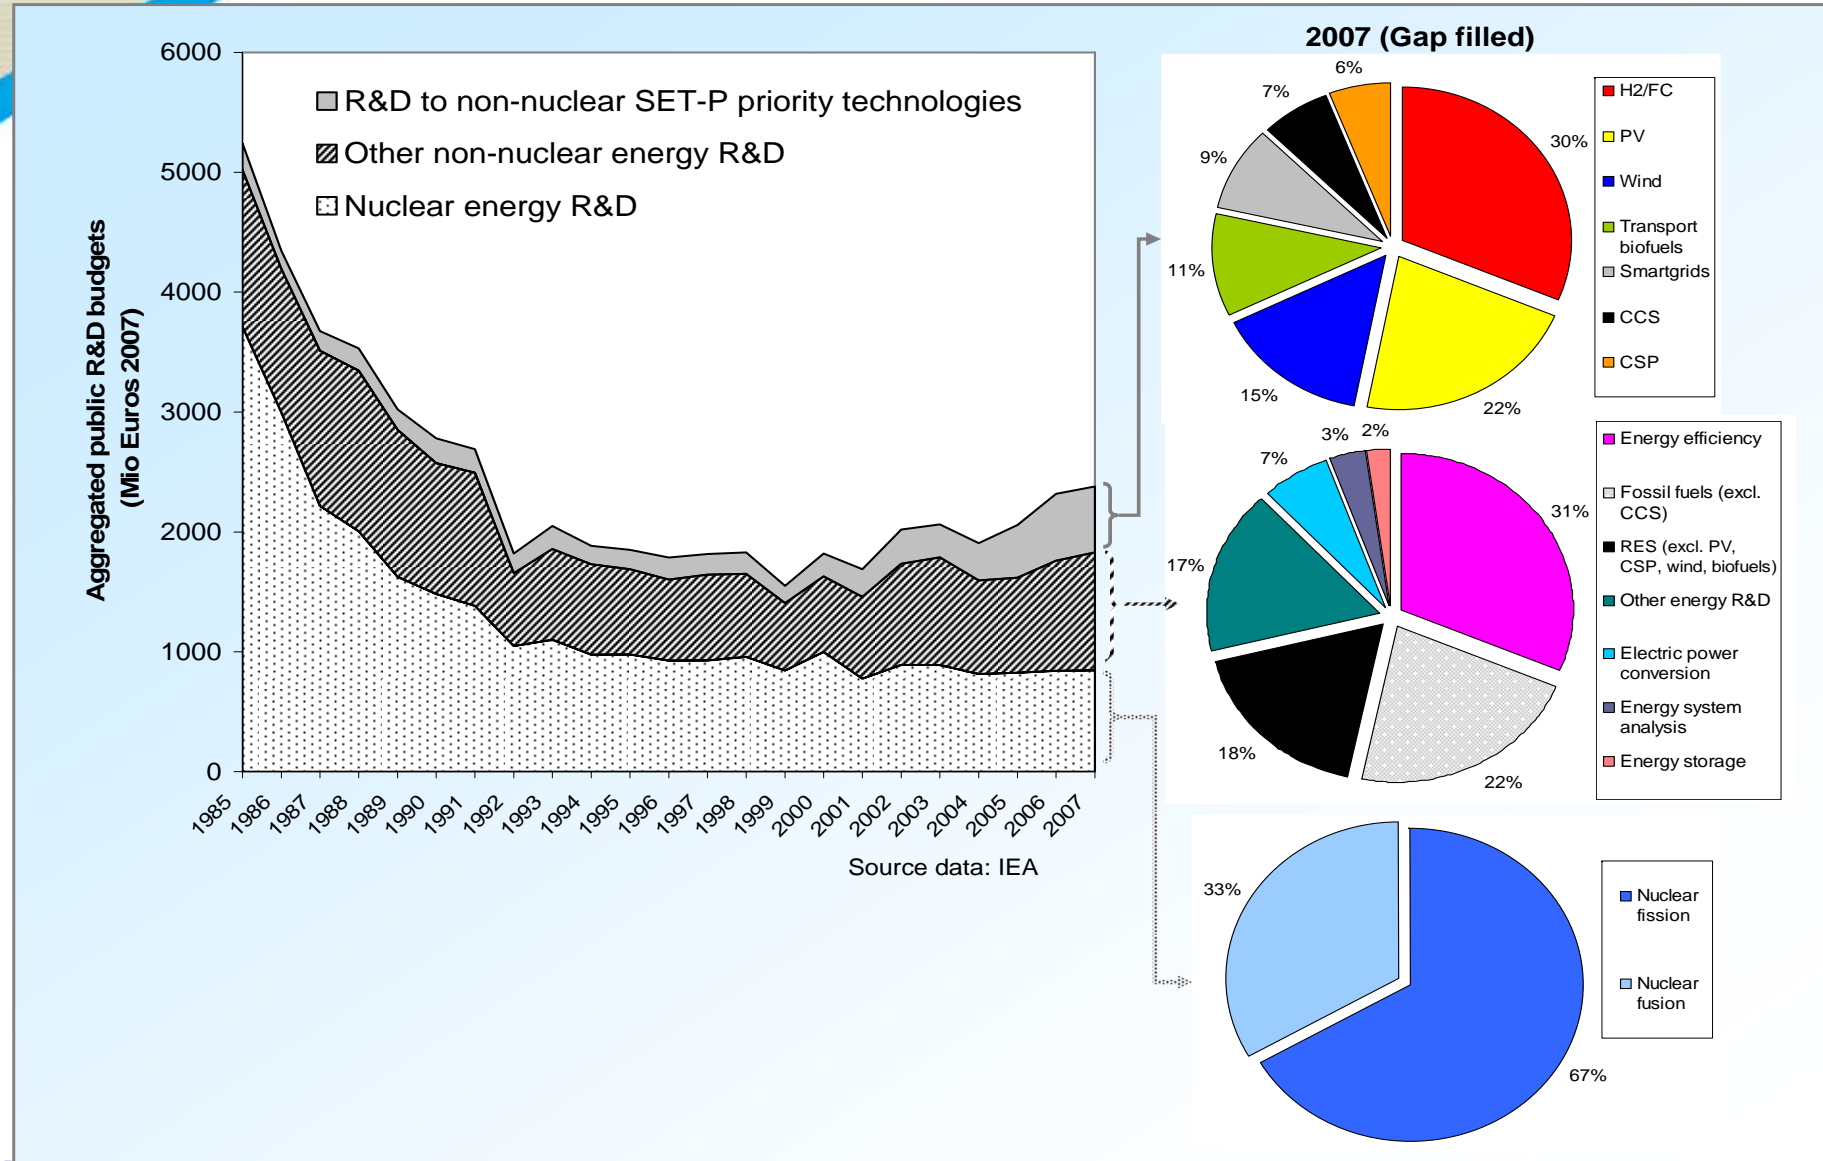 2007 (Gap filled)
6000
5000
4000
3000
2000
1000
0
Aggregated public R&D budgets
(Mio Euros 2007)
R&D to non-nuclear SET-P priority technologies
Other non-nuclear energy R&D
Nuclear energy R&D
1985
1986
1987
1988
1989
1990
1991
1992
1993
1994
1995
1996
1997
1998
1999
2000
2001
2002
2003
2004
2005
2006
2007
Source data: IEA
6%
7%
9%
11%
15%
22%
30%
H2/FC
PV
Wind
Transport
biofuels
Smartgrids
CCS
CSP
2%
3%
7%
17%
18%
22%
31%
Energy efficiency
Fossil fuels (excl.
CCS)
RES (excl. PV,
CSP, wind, biofuels)
Other energy R&D
Electric power
conversion
Energy system
analysis
Energy storage
33%
67%
Nuclear
fission
Nuclear
fusion